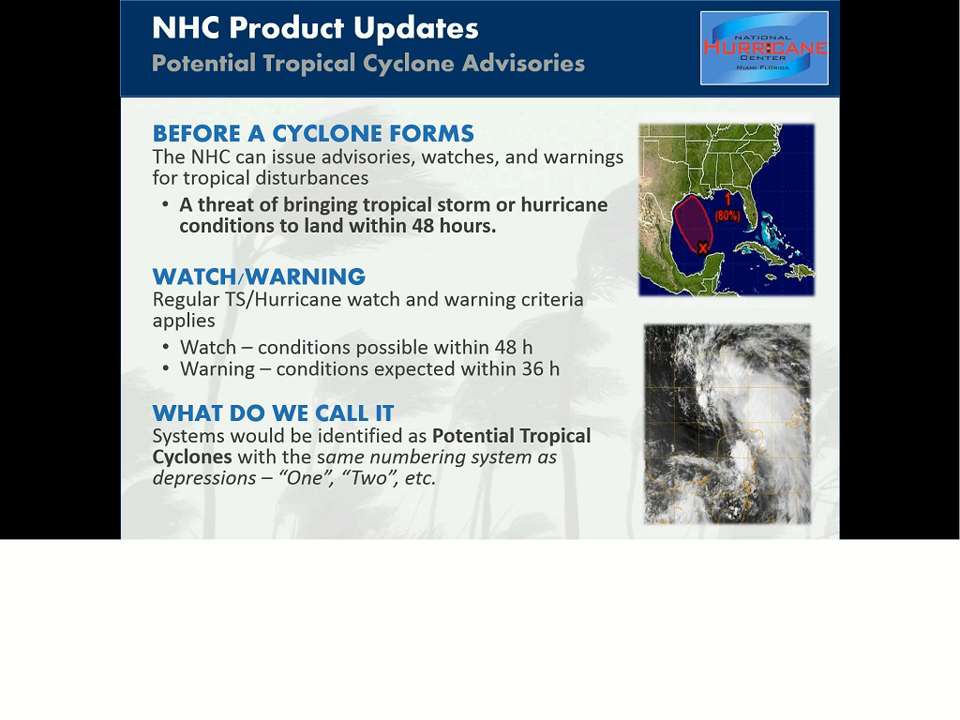 NHC Product Updates
Potential Tropical Cyclone Advisories
NATIONAL
HURRICANE
CENTER
MIAMI FLORIDA
BEFORE A CYCLONE FORMS
The NHC can issue advisories, watches, and warnings
for tropical disturbances
• A threat of bringing tropical storm or hurricane
conditions to land within 48 hours.
1
(80%)
X
WATCH/WARNING
Regular TS/Hurricane watch and warning criteria
applies
• Watch – conditions possible within 48 h
• Warning – conditions expected within 36 h
WHAT DO WE CALL IT
Systems would be identified as Potential Tropical
Cyclones with the same numbering system as
depressions – “One”, “Two”, etc.